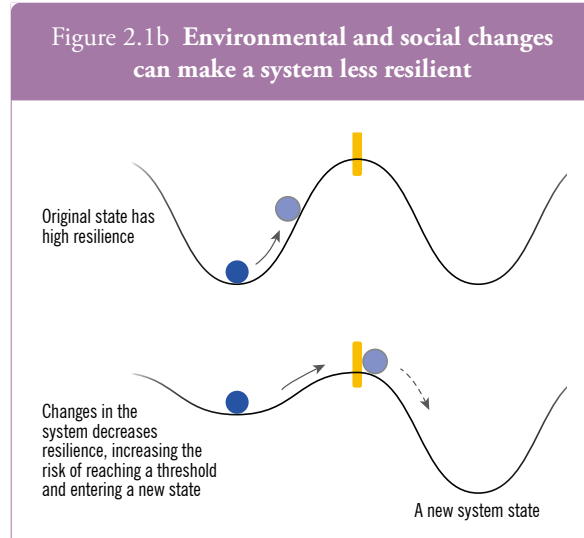 Figure 2.1b Environmental and social changes
can make a system less resilient
Original state has
high resilience
Changes in the
system decreases
resilience, increasing the
risk of reaching a threshold
and entering a new state
A new system state